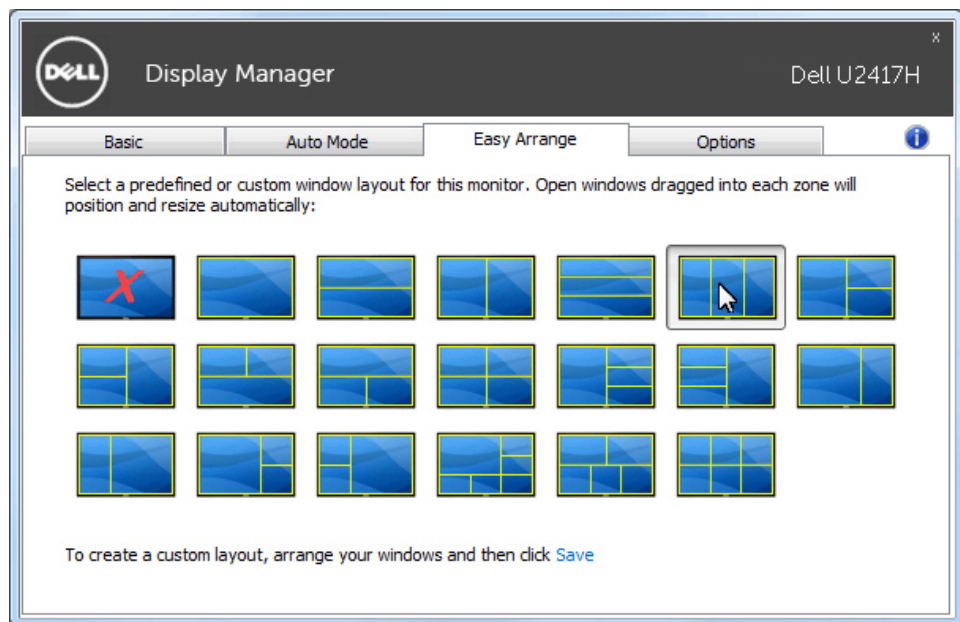 x
DELL
Display Manager
Dell U2417H
Basic
Auto Mode
Easy Arrange
Options
i
Select a predefined or custom window layout for this monitor. Open windows dragged into each zone will
position and resize automatically:
X
To create a custom layout, arrange your windows and then click Save